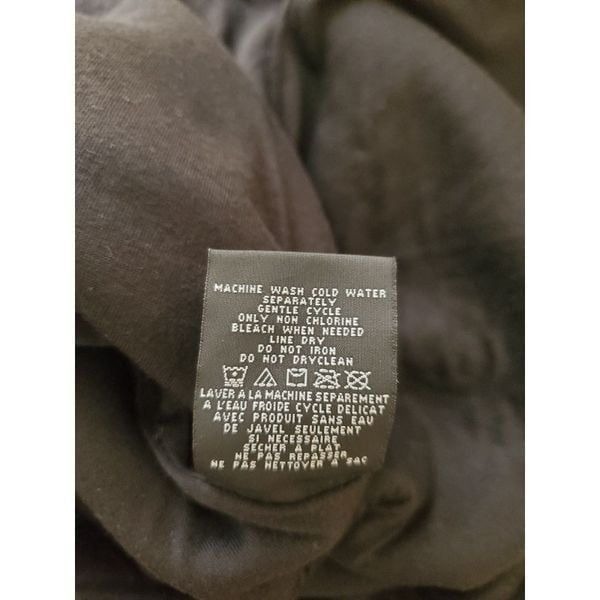 MACHINE WASH COLD WATER
SEPARATELY
GENTLE CYCLE
ONLY NON CHLORINE
BLEACH WHEN NEEDED
LINE DRY
DO NOT IRON
DO NOT DRYCLEAN
LAVER A LA MACHINE SEPAREMENT
A L'EAU FROIDE CYCLE DELICAT
AVEC PRODUIT SANS EAU
DE JAVEL SEULEMENT
SI NECESSAIRE
SECHER A PLAT
NE PAS REPASSER
NE PAS NETTOYER A SAC